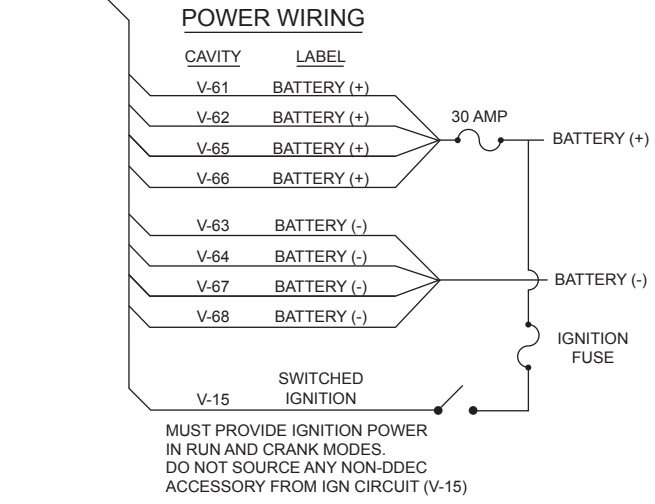 POWER WIRING
CAVITY LABEL
V-61 BATTERY (+)
V-62 BATTERY (+)
V-65 BATTERY (+)
V-66 BATTERY (+)
30 AMP
BATTERY (+)
V-63 BATTERY (-)
V-64 BATTERY (-)
V-67 BATTERY (-)
V-68 BATTERY (-)
BATTERY (-)
IGNITION
FUSE
SWITCHED
V-15 IGNITION
MUST PROVIDE IGNITION POWER
IN RUN AND CRANK MODES.
DO NOT SOURCE ANY NON-DDEC
ACCESSORY FROM IGN CIRCUIT (V-15)